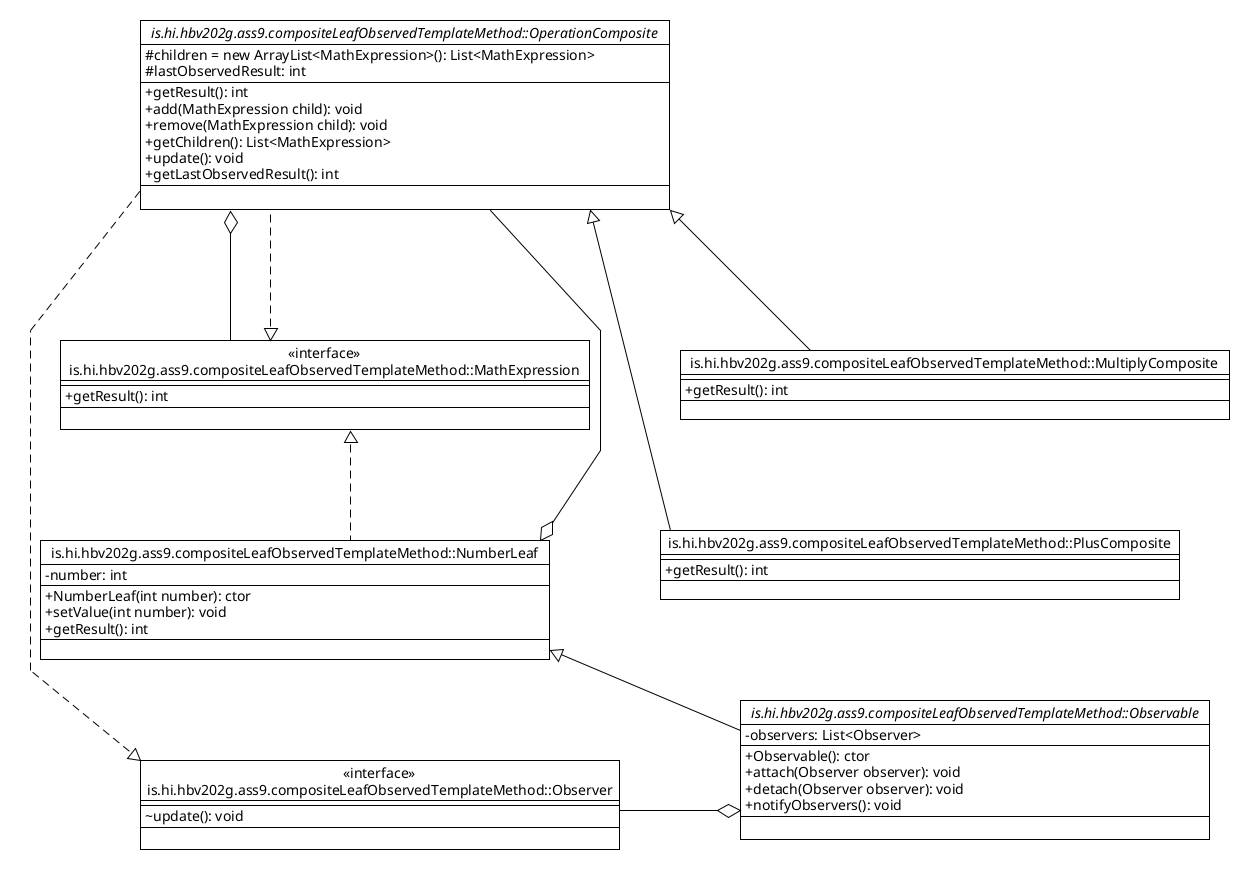 is.hi.hbv202g.ass9.compositeLeafObservedTemplateMethod::OperationComposite
#children = new ArrayList<MathExpression>(): List<MathExpression>
#lastObservedResult: int
+getResult(): int
+add(MathExpression child): void
+remove(MathExpression child): void
+getChildren(): List<MathExpression>
+update(): void
+getLastObservedResult(): int
«interface»
is.hi.hbv202g.ass9.compositeLeafObservedTemplateMethod::MathExpression
+getResult(): int
is.hi.hbv202g.ass9.compositeLeafObservedTemplateMethod::MultiplyComposite
+getResult(): int
is.hi.hbv202g.ass9.compositeLeafObservedTemplateMethod::NumberLeaf
-number: int
+NumberLeaf(int number): ctor
+setValue(int number): void
+getResult(): int
is.hi.hbv202g.ass9.compositeLeafObservedTemplateMethod::PlusComposite
+getResult(): int
is.hi.hbv202g.ass9.compositeLeafObservedTemplateMethod::Observable
-observers: List<Observer>
+Observable(): ctor
+attach(Observer observer): void
+detach(Observer observer): void
+notifyObservers(): void
«interface»
is.hi.hbv202g.ass9.compositeLeafObservedTemplateMethod::Observer
~update(): void